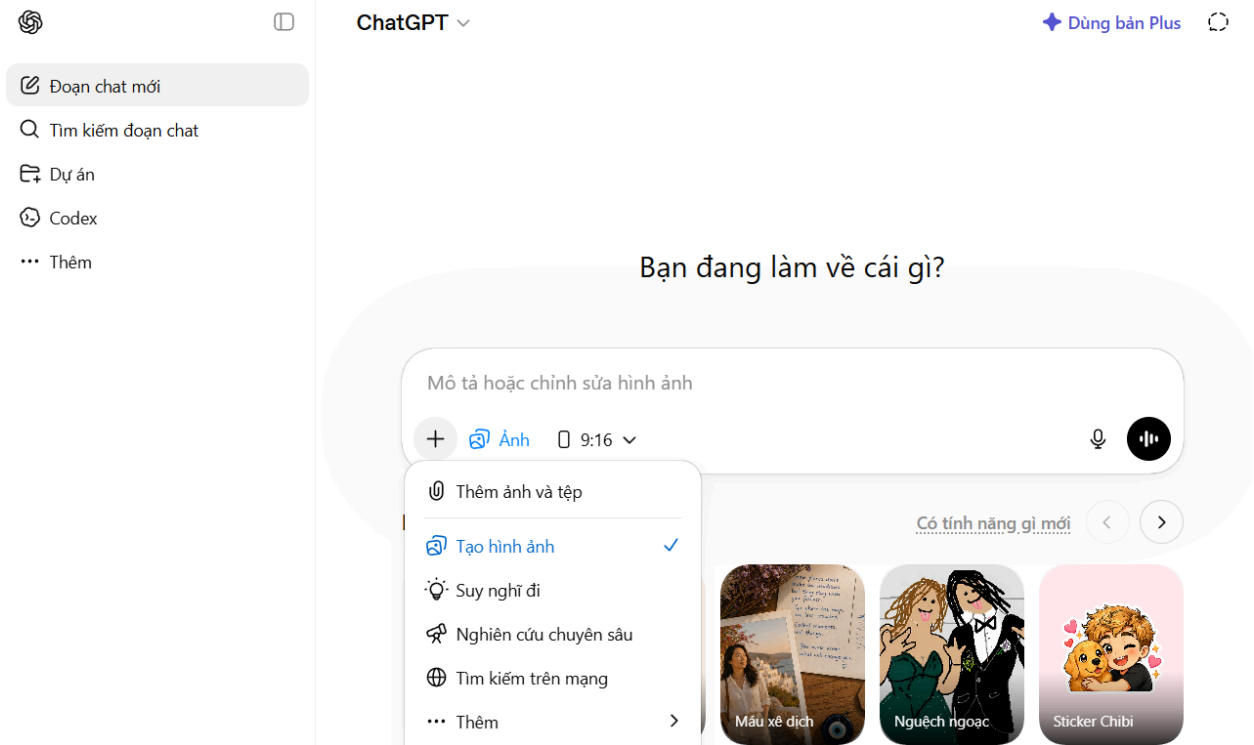 ChatGPT
Dùng bản Plus
Đoạn chat mới
Tìm kiếm đoạn chat
Dự án
Codex
Thêm
Bạn đang làm về cái gì?
Mô tả hoặc chỉnh sửa hình ảnh
Ảnh
9:16
Thêm ảnh và tệp
Tạo hình ảnh
Suy nghĩ đi
Nghiên cứu chuyên sâu
Tìm kiếm trên mạng
Thêm
Có tính năng gì mới
Máu xê dịch
Nguệch ngoạc
Sticker Chibi